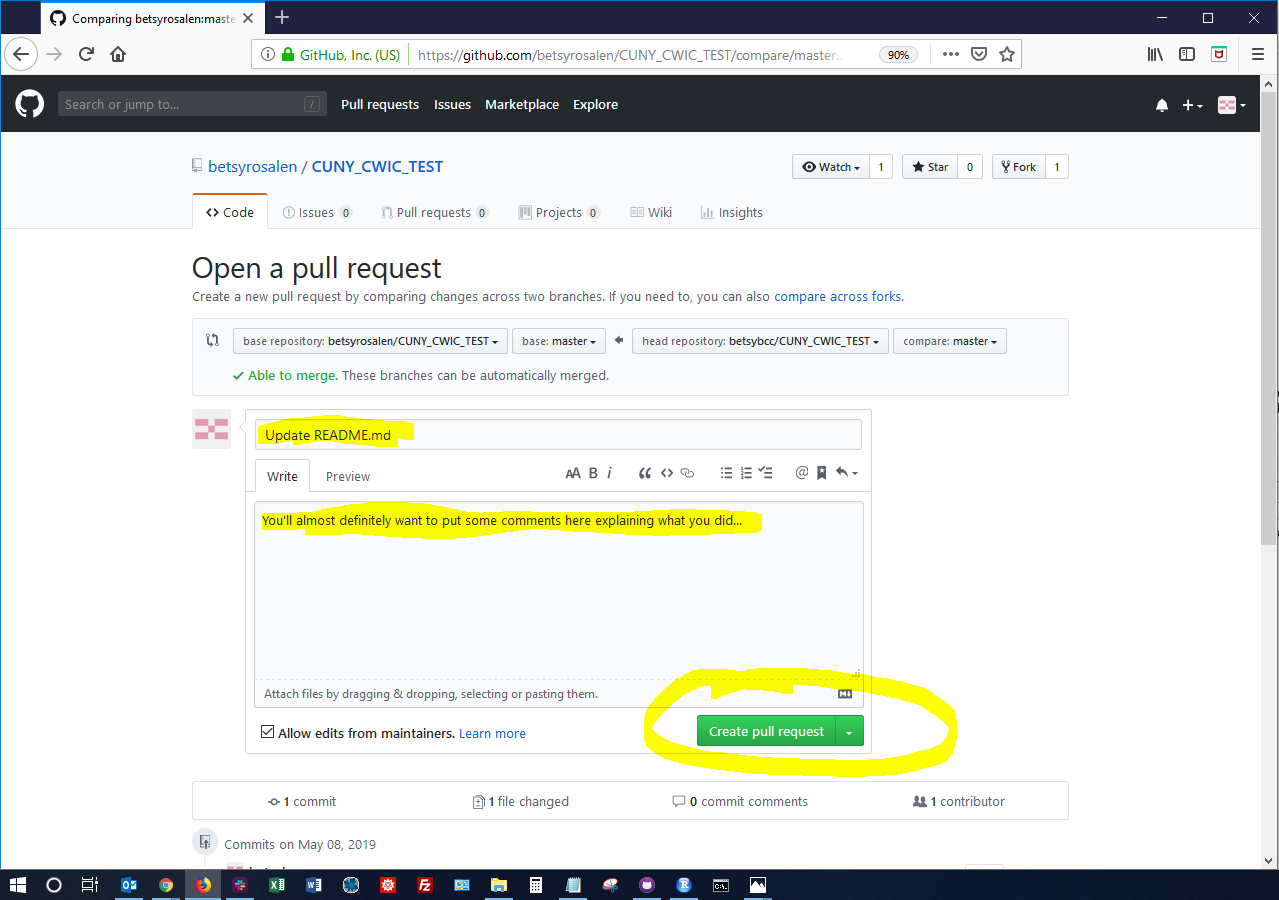 Comparing betsyrosalen:maste
GitHub, Inc. (US) https://github.com/betsyrosalen/CUNY_CWIC_TEST/compare/master... 90%
Search or jump to... / Pull requests Issues Marketplace Explore
betsyrosalen / CUNY_CWIC_TEST Watch 1 Star 0 Fork 1
Code Issues 0 Pull requests 0 Projects 0 Wiki Insights
Open a pull request
Create a new pull request by comparing changes across two branches. If you need to, you can also compare across forks.
base repository: betsyrosalen/CUNY_CWIC_TEST base: master head repository: betsybcc/CUNY_CWIC_TEST compare: master
Able to merge. These branches can be automatically merged.
Update README.md
Write Preview AA B i @
You'll almost definitely want to put some comments here explaining what you did...
Attach files by dragging & dropping, selecting or pasting them.
Allow edits from maintainers. Learn more Create pull request
1 commit 1 file changed 0 commit comments 1 contributor
Commits on May 08, 2019